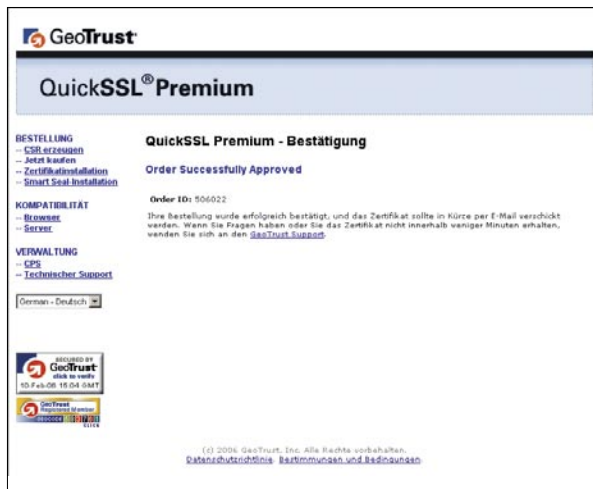 GeoTrust
QuickSSL® Premium
BESTELLUNG
-- CSR erzeugen
-- Jetzt kaufen
-- Zertifikatinstallation
-- Smart Seal-Installation
KOMPATIBILITÄT
-- Browser
-- Server
VERWALTUNG
-- CPS
-- Technischer Support
German - Deutsch
SECURED BY
GeoTrust
click to verify
10-Feb-06 15:04 GMT
GeoTrust
Registered Member
CLICK
QuickSSL Premium - Bestätigung
Order Successfully Approved
Order ID: 506022
Ihre Bestellung wurde erfolgreich bestätigt, und das Zertifikat sollte in Kürze per E-Mail verschickt
werden. Wenn Sie Fragen haben oder Sie das Zertifikat nicht innerhalb weniger Minuten erhalten,
wenden Sie sich an den GeoTrust Support.
(c) 2006 GeoTrust, Inc. Alle Rechte vorbehalten.
Datenschutzrichtlinie. Bestimmungen und Bedingungen.